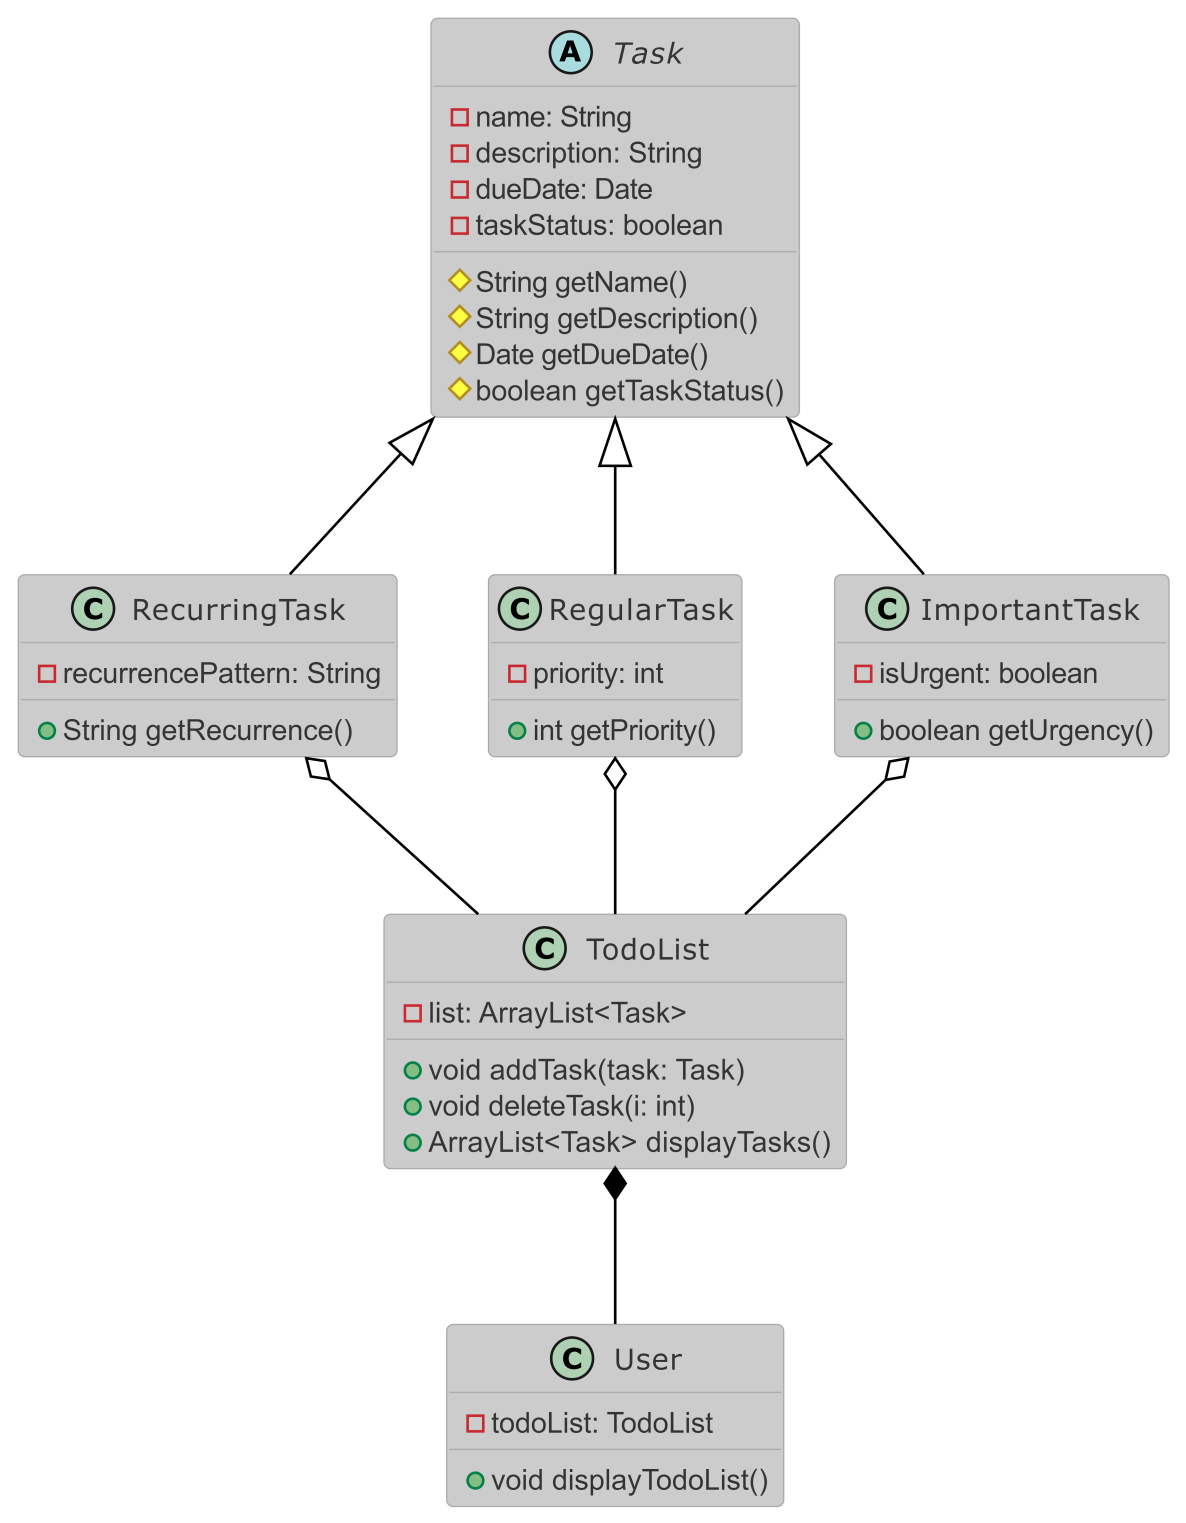 A Task
name: String
description: String
dueDate: Date
taskStatus: boolean
String getName()
String getDescription()
Date getDueDate()
boolean getTaskStatus()
C RecurringTask
recurrencePattern: String
String getRecurrence()
C RegularTask
priority: int
int getPriority()
C ImportantTask
isUrgent: boolean
boolean getUrgency()
C TodoList
list: ArrayList<Task>
void addTask(task: Task)
void deleteTask(i: int)
ArrayList<Task> displayTasks()
C User
todoList: TodoList
void displayTodoList()